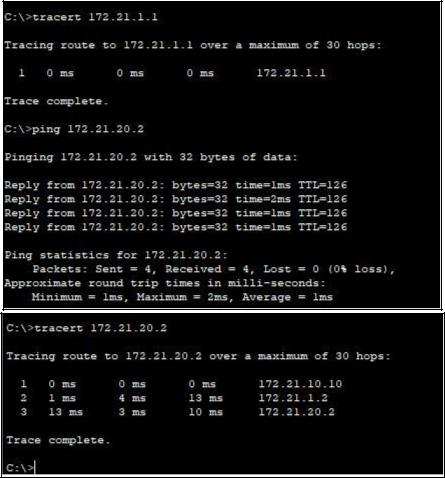 C:\>tracert 172.21.1.1
Tracing route to 172.21.1.1 over a maximum of 30 hops:
1 0 ms 0 ms 0 ms 172.21.1.1
Trace complete.
C:\>ping 172.21.20.2
Pinging 172.21.20.2 with 32 bytes of data:
Reply from 172.21.20.2: bytes=32 time=1ms TTL=126
Reply from 172.21.20.2: bytes=32 time=2ms TTL=126
Reply from 172.21.20.2: bytes=32 time=1ms TTL=126
Reply from 172.21.20.2: bytes=32 time=1ms TTL=126
Ping statistics for 172.21.20.2:
Packets: Sent = 4, Received = 4, Lost = 0 (0% loss),
Approximate round trip times in milli-seconds:
Minimum = 1ms, Maximum = 2ms, Average = 1ms
C:\>tracert 172.21.20.2
Tracing route to 172.21.20.2 over a maximum of 30 hops:
1 0 ms 0 ms 0 ms 172.21.10.10
2 1 ms 4 ms 13 ms 172.21.1.2
3 13 ms 3 ms 10 ms 172.21.20.2
Trace complete.
C:\>